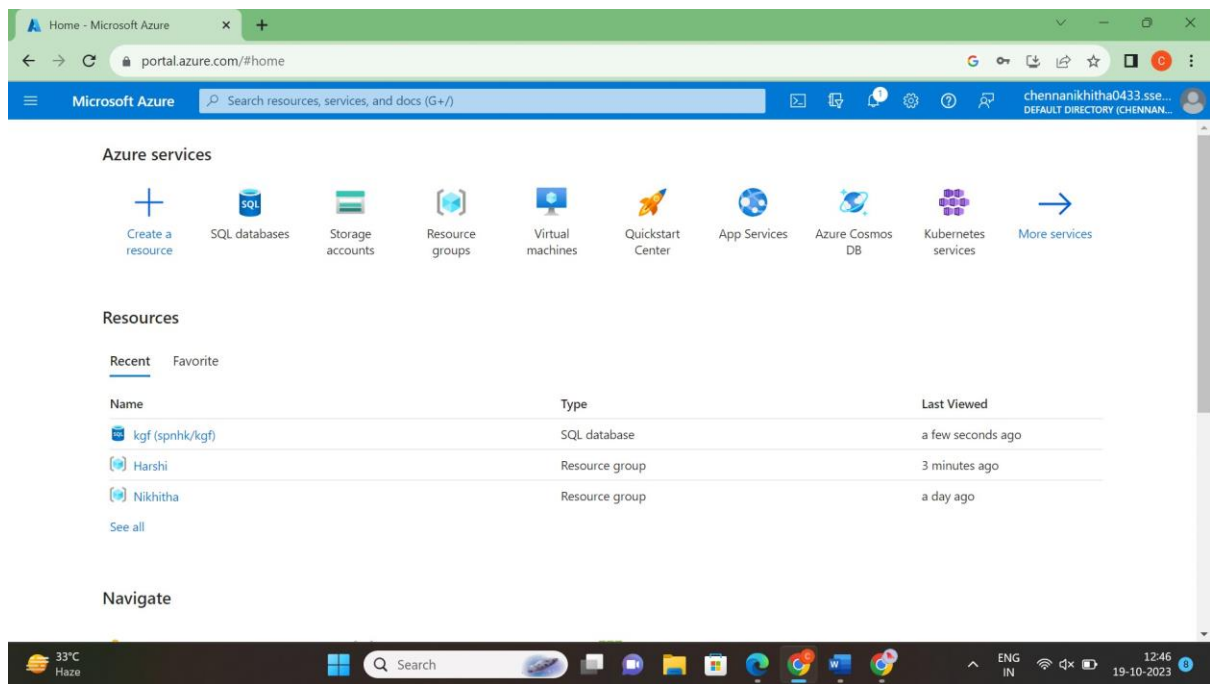 Home - Microsoft Azure
portal.azure.com/#home
Microsoft Azure
Search resources, services, and docs (G+/)
1
chennanikhitha0433.sse...
DEFAULT DIRECTORY (CHENNAN...
Azure services
Create a resource
SQL
SQL databases
Storage accounts
Resource groups
Virtual machines
Quickstart Center
App Services
Azure Cosmos DB
Kubernetes services
More services
Resources
Recent Favorite
Name Type Last Viewed
kgf (spnhk/kgf) SQL database a few seconds ago
Harshi Resource group 3 minutes ago
Nikhitha Resource group a day ago
See all
Navigate
33°C
Haze
Search
ENG
IN
12:46
19-10-2023
8